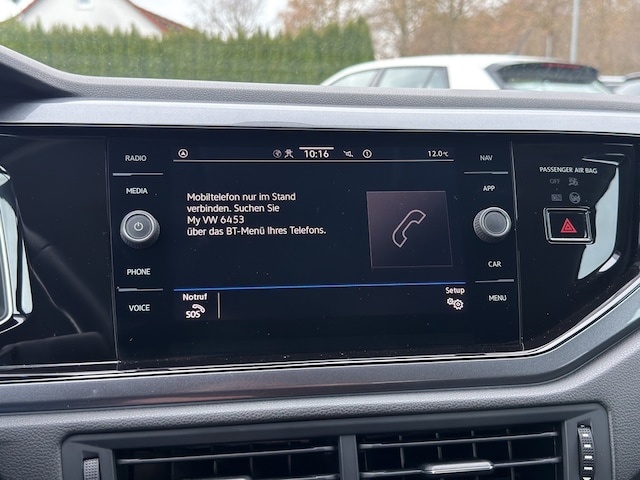 RADIO
MEDIA
PHONE
VOICE
10:16
12.0°C
Mobiltelefon nur im Stand
verbinden. Suchen Sie
My VW 6453
über das BT-Menü Ihres Telefons.
Notruf
SOS
Setup
NAV
APP
CAR
MENU
PASSENGER AIR BAG
OFF